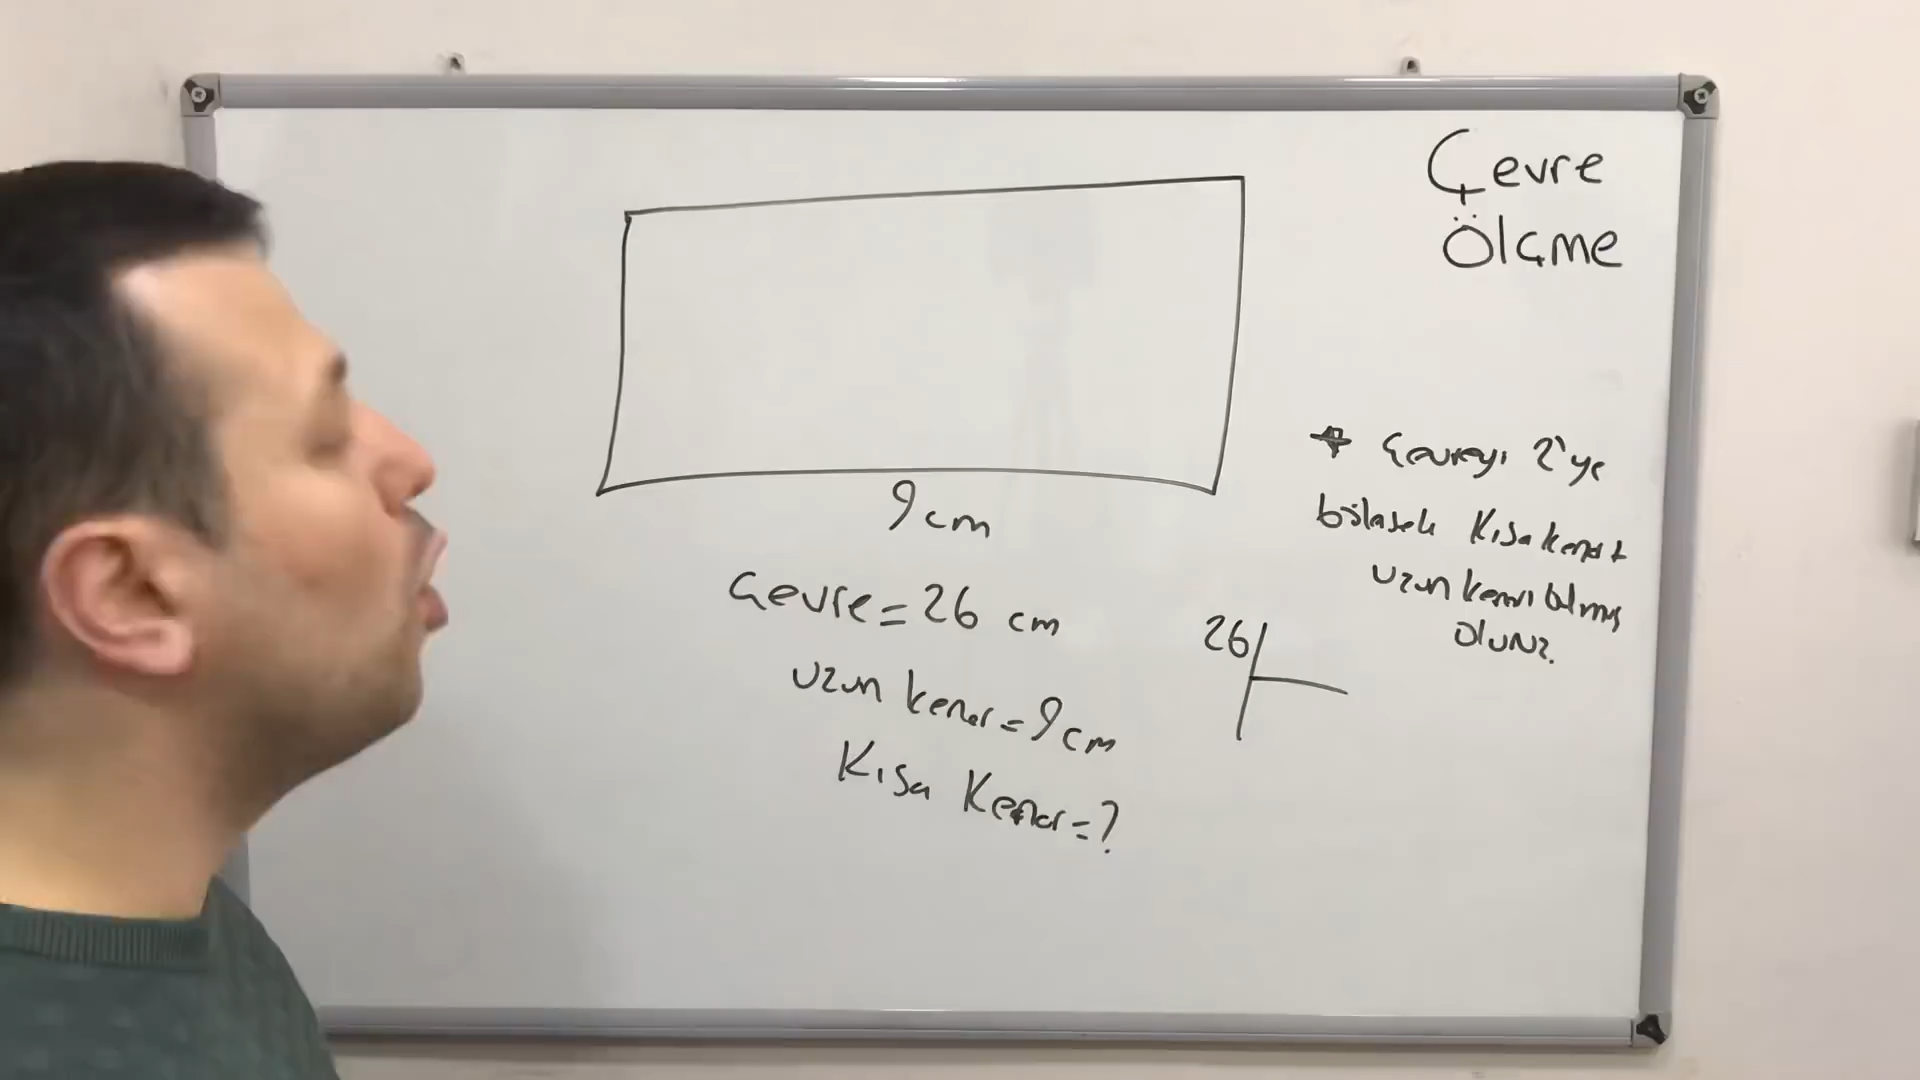 Çevre
Ölçme
9 cm
Çevre = 26 cm
uzun kenar = 9 cm
Kısa Kenar = ?
26
* Çevreyi 2'ye
bölersek Kısa kenar +
uzun kenarı bulmuş
oluruz.